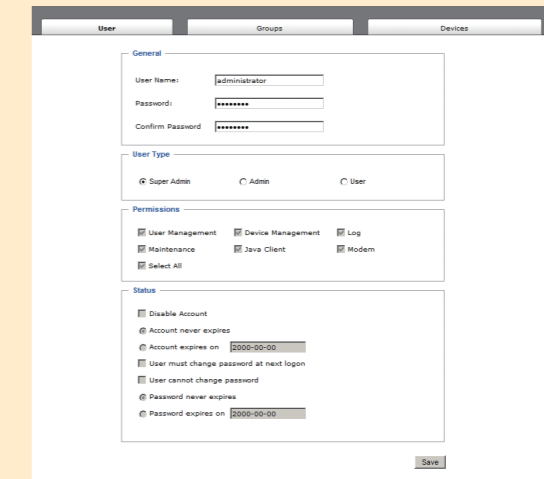 User Groups Devices
General
User Name: administrator
Password: ••••••••
Confirm Password ••••••••
User Type
Super Admin Admin User
Permissions
User Management Device Management Log
Maintenance Java Client Modem
Select All
Status
Disable Account
Account never expires
Account expires on 2000-00-00
User must change password at next logon
User cannot change password
Password never expires
Password expires on 2000-00-00
Save